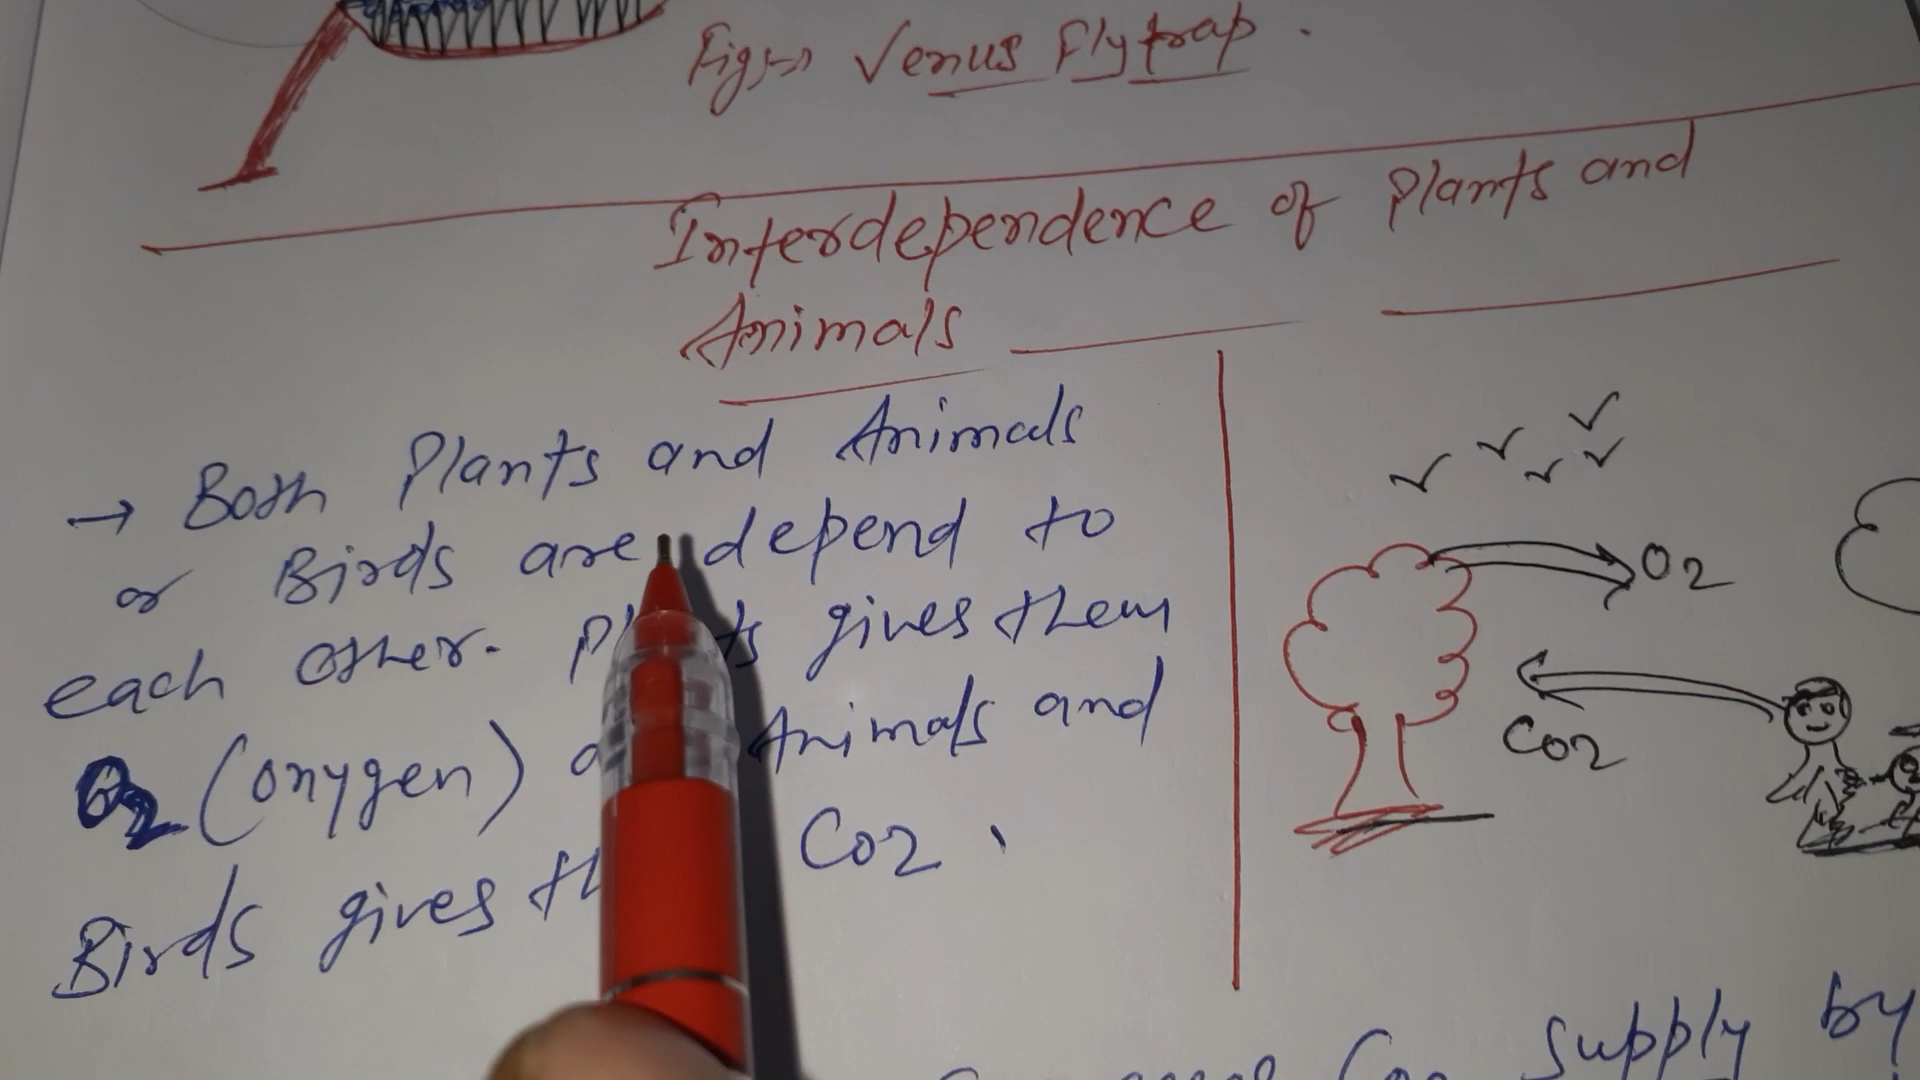 Fig:-> Venus Flytrap.
Interdependence of Plants and
Animals
→ Both Plants and Animals
or Birds are depend to
each other. gives them
O2 (oxygen) Animals and
Birds gives CO2.
O2
CO2
Supply by